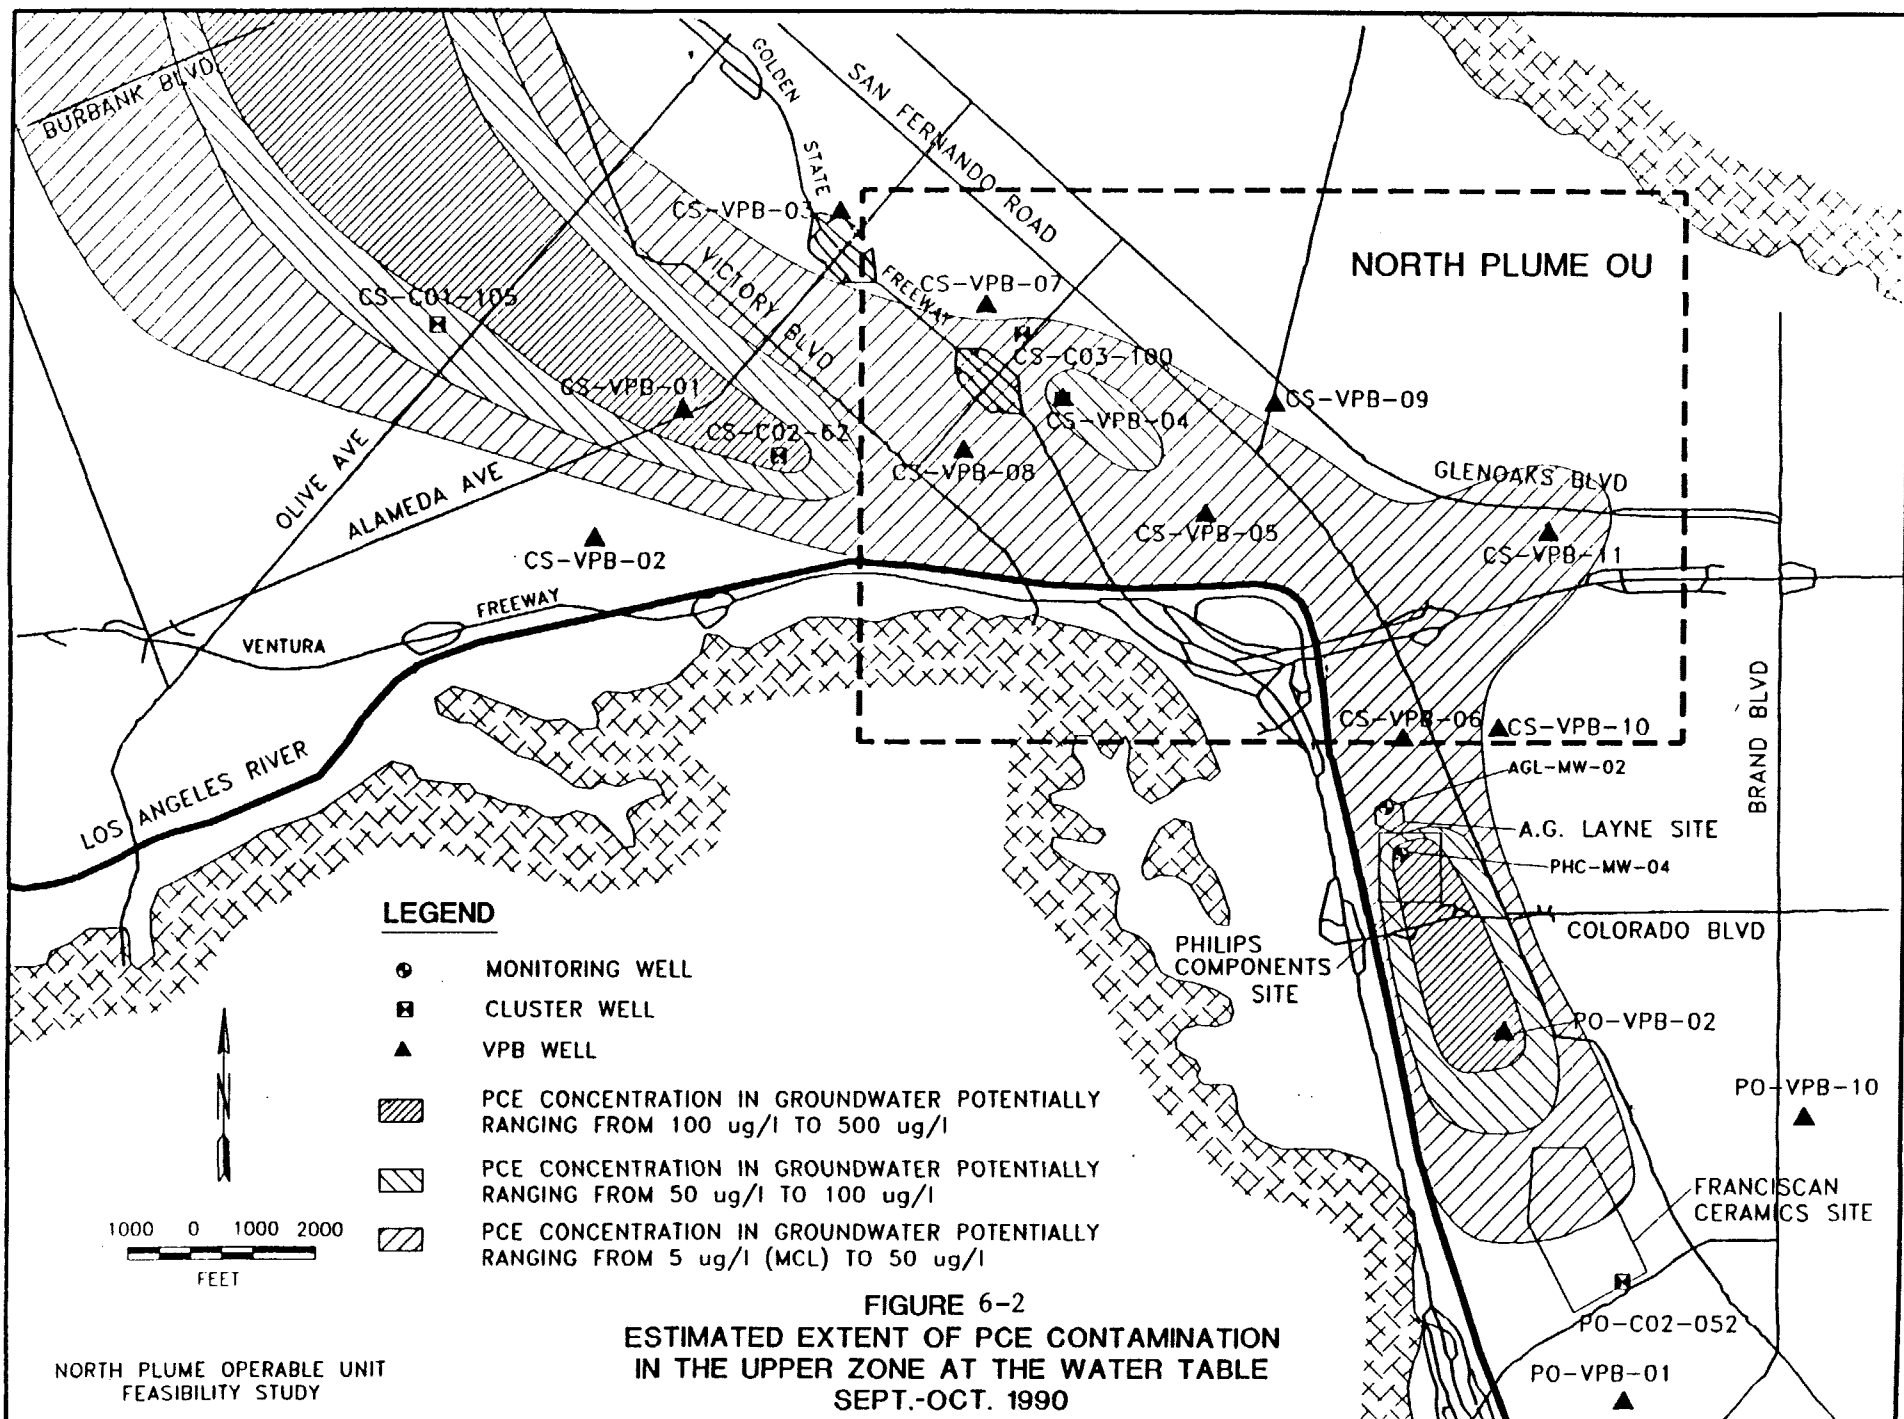 BURBANK BLVD.
GOLDEN
STATE
FREEWAY
SAN FERNANDO ROAD
CS-VPB-03
NORTH PLUME OU
VICTORY BLVD
CS-VPB-07
CS-C01-105
CS-C03-100
CS-VPB-01
CS-VPB-04
CS-VPB-09
CS-C02-62
CS-VPB-08
GLENOAKS BLVD
OLIVE AVE
ALAMEDA AVE
CS-VPB-05
CS-VPB-11
CS-VPB-02
FREEWAY
VENTURA
CS-VPB-06
CS-VPB-10
BRAND BLVD
AGL-MW-02
LOS ANGELES RIVER
A.G. LAYNE SITE
PHC-MW-04
COLORADO BLVD
PHILIPS
COMPONENTS
SITE
PO-VPB-02
PO-VPB-10
FRANCISCAN
CERAMICS SITE
PO-C02-052
PO-VPB-01
LEGEND
MONITORING WELL
CLUSTER WELL
VPB WELL
PCE CONCENTRATION IN GROUNDWATER POTENTIALLY
RANGING FROM 100 ug/l TO 500 ug/l
PCE CONCENTRATION IN GROUNDWATER POTENTIALLY
RANGING FROM 50 ug/l TO 100 ug/l
PCE CONCENTRATION IN GROUNDWATER POTENTIALLY
RANGING FROM 5 ug/l (MCL) TO 50 ug/l
N
1000 0 1000 2000
FEET
FIGURE 6-2
ESTIMATED EXTENT OF PCE CONTAMINATION
IN THE UPPER ZONE AT THE WATER TABLE
SEPT.-OCT. 1990
NORTH PLUME OPERABLE UNIT
FEASIBILITY STUDY